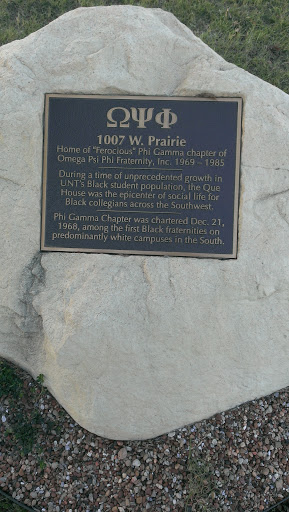 ΩΨΦ
1007 W. Prairie
Home of "Ferocious" Phi Gamma chapter of
Omega Psi Phi Fraternity, Inc. 1969 – 1985
During a time of unprecedented growth in
UNT's Black student population, the Que
House was the epicenter of social life for
Black collegians across the Southwest.
Phi Gamma Chapter was chartered Dec. 21,
1968, among the first Black fraternities on
predominantly white campuses in the South.